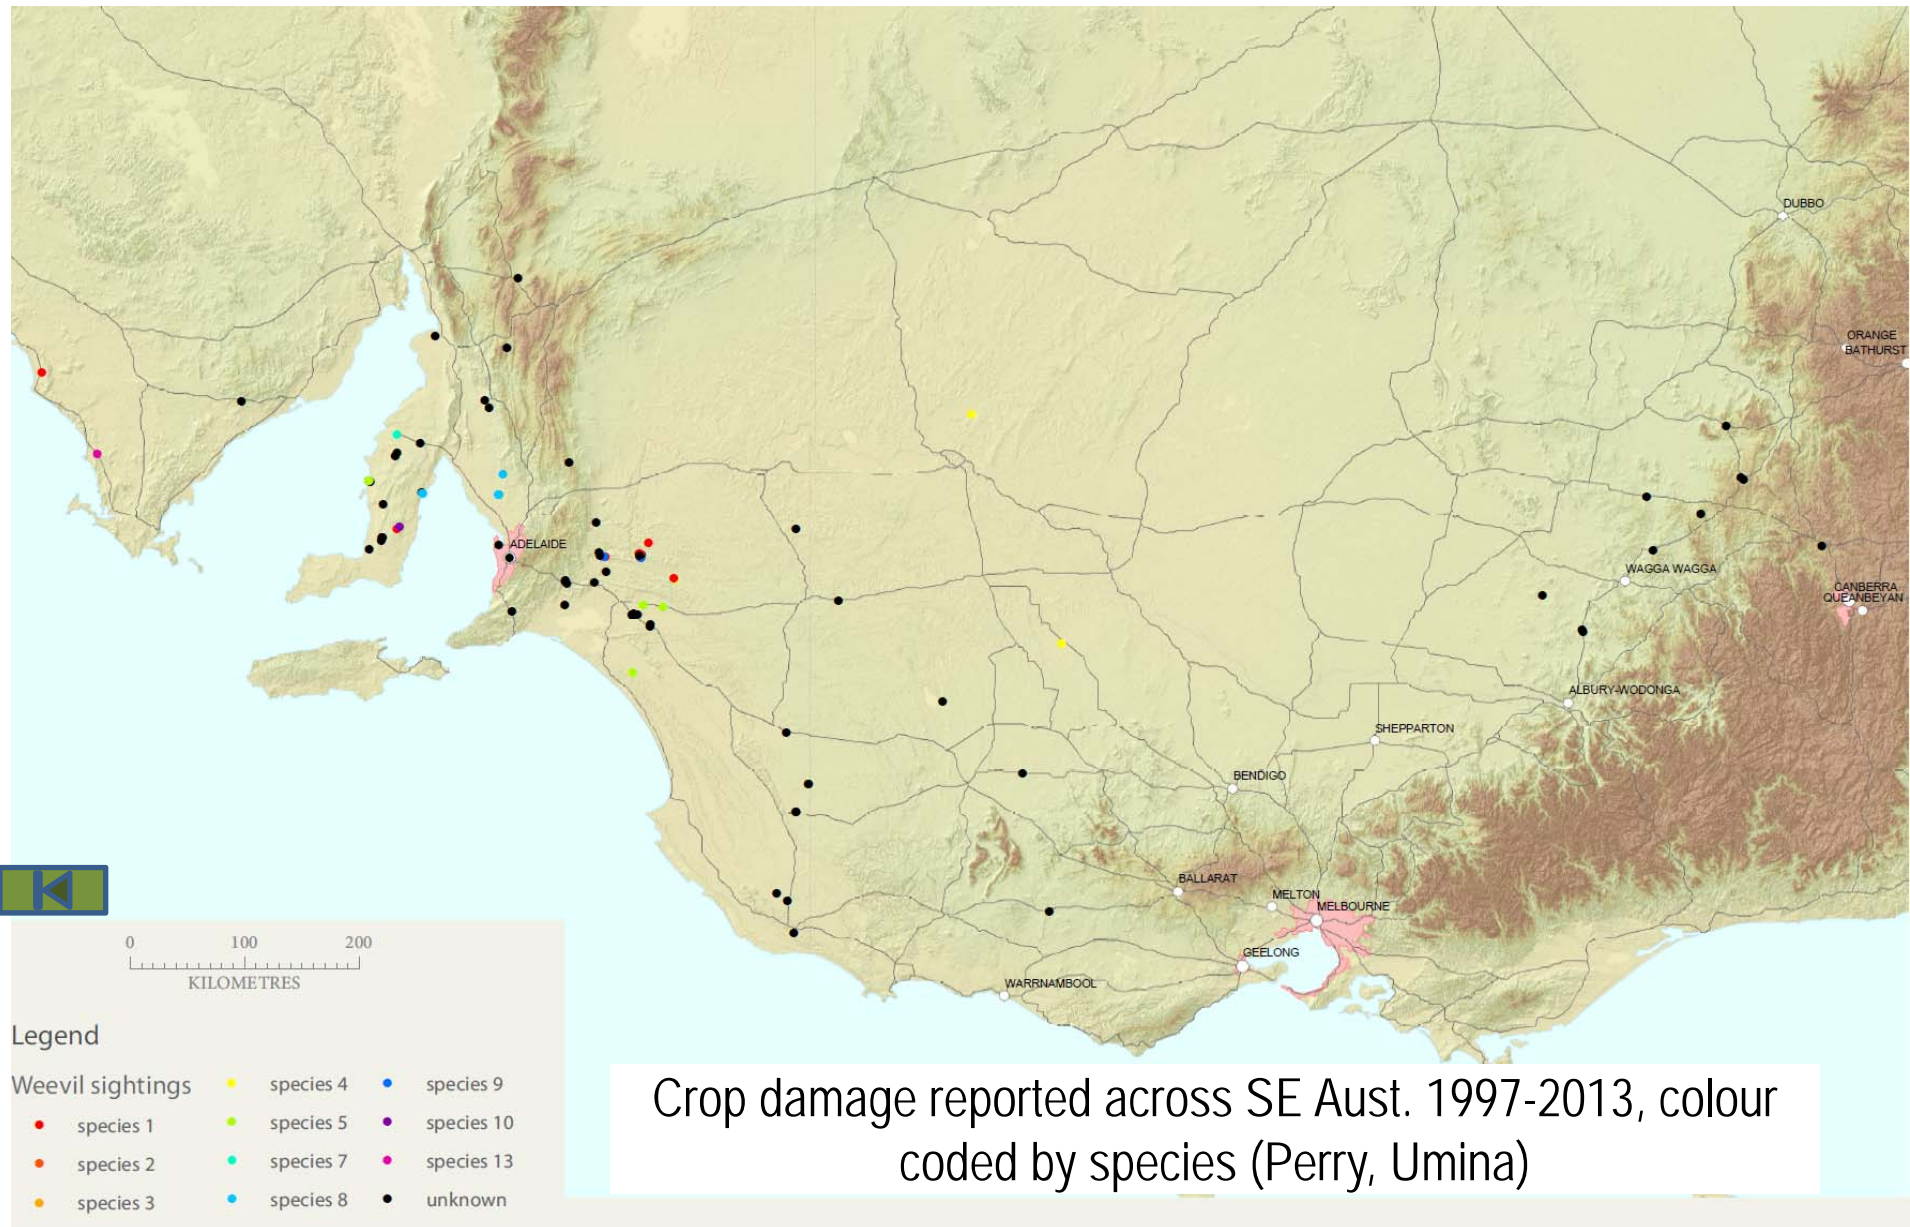 DUBBO
ORANGE
BATHURST
ADELAIDE
WAGGA WAGGA
CANBERRA
QUEANBEYAN
ALBURY-WODONGA
SHEPPARTON
BENDIGO
BALLARAT
MELTON
MELBOURNE
GEELONG
WARRNAMBOOL
0 100 200
KILOMETRES
Legend
Weevil sightings
species 1
species 2
species 3
species 4
species 5
species 7
species 8
species 9
species 10
species 13
unknown
Crop damage reported across SE Aust. 1997-2013, colour
coded by species (Perry, Umina)